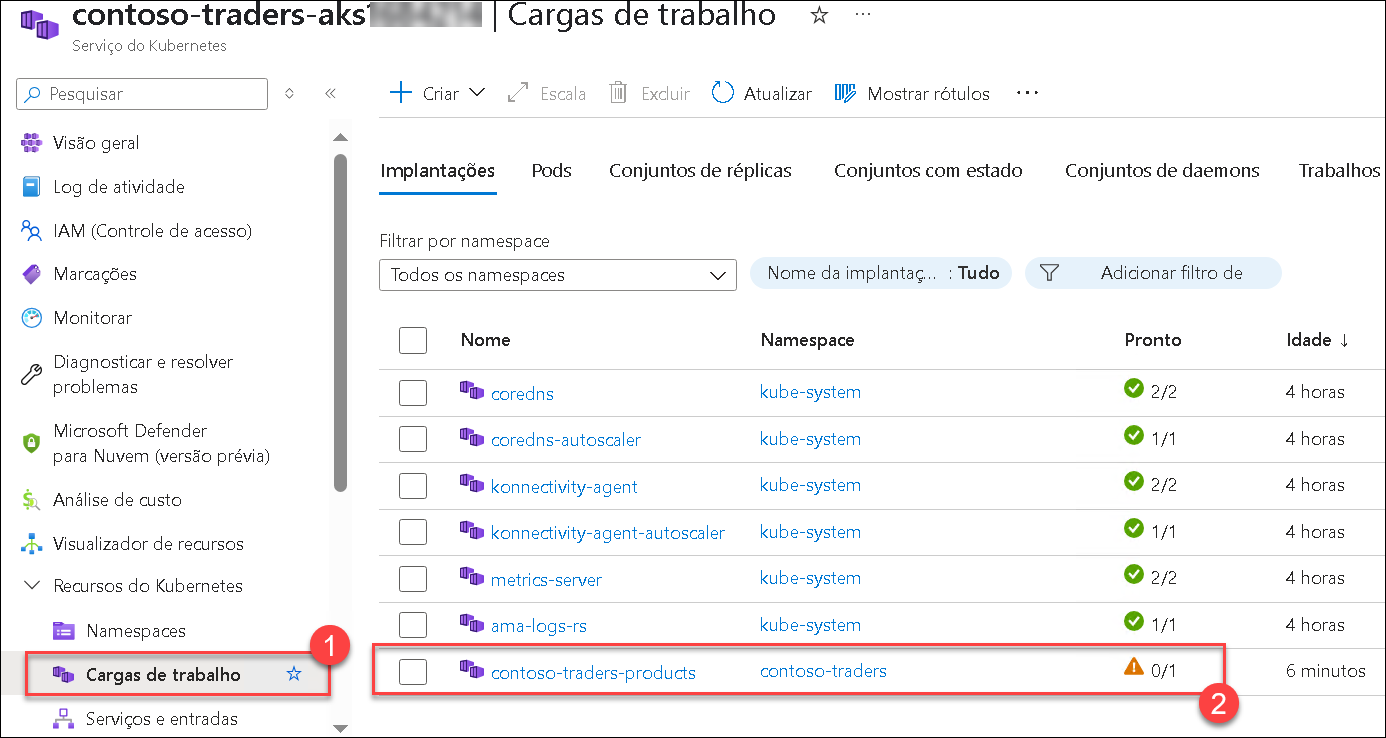 contoso-traders-aks | Cargas de trabalho
Serviço do Kubernetes
Pesquisar
Criar Escala Excluir Atualizar Mostrar rótulos
Visão geral
Log de atividade
IAM (Controle de acesso)
Marcações
Monitorar
Diagnosticar e resolver
problemas
Microsoft Defender
para Nuvem (versão prévia)
Análise de custo
Visualizador de recursos
Recursos do Kubernetes
Namespaces
Cargas de trabalho
1
Serviços e entradas
Implantações Pods Conjuntos de réplicas Conjuntos com estado Conjuntos de daemons Trabalhos
Filtrar por namespace
Todos os namespaces Nome da implantaç... : Tudo Adicionar filtro de
Nome Namespace Pronto Idade ↓
coredns kube-system 2/2 4 horas
coredns-autoscaler kube-system 1/1 4 horas
konnectivity-agent kube-system 2/2 4 horas
konnectivity-agent-autoscaler kube-system 1/1 4 horas
metrics-server kube-system 2/2 4 horas
ama-logs-rs kube-system 1/1 4 horas
contoso-traders-products contoso-traders 0/1 6 minutos
2